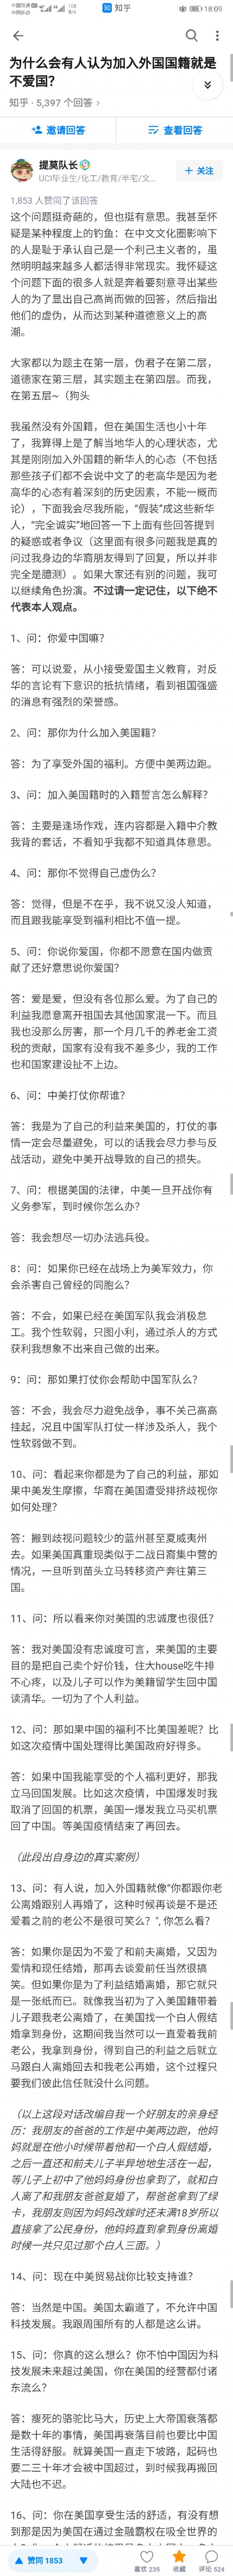 中国联通 HD 4G
中国移动
知乎
18:09
为什么会有人认为加入外国国籍就是
不爱国？
知乎 · 5,397 个回答 >
邀请回答
查看回答
提莫队长
UCI毕业生/化工/教育/半宅/文...
+ 关注
1,853 人赞同了该回答
这个问题挺奇葩的，但也挺有意思。我甚至怀
疑是某种程度上的钓鱼：在中文文化圈影响下
的人是耻于承认自己是一个利己主义者的，虽
然明明越来越多人都活得非常现实。我怀疑这
个问题下面的很多人就是奔着要刻意寻出某些
人的为了显出自己高尚而做的回答，然后指出
他们的虚伪，从而达到某种道德意义上的高
潮。
大家都以为题主在第一层，伪君子在第二层，
道德家在第三层，其实题主在第四层。而我，
在第五层~（狗头
我虽然没有外国籍，但在美国生活也小十年
了，我算得上是了解当地华人的心理状态，尤
其是刚刚加入外国籍的新华人的心态（不包括
那些孩子们都不会说中文了的老高华是因为老
高华的心态有着深刻的历史因素，不能一概而
论），下面我会尽我所能，“假装”成这些新华
人，“完全诚实”地回答一下上面有些回答提到
的疑惑或者争议（这里面有很多问题我是真的
问过我身边的华裔朋友得到了回复，所以并非
完全是臆测）。如果大家还有别的问题，我可
以继续角色扮演。不过请一定记住，以下绝不
代表本人观点。
1、问：你爱中国嘛？
答：可以说爱，从小接受爱国主义教育，对反
华的言论有下意识的抵抗情绪，看到祖国强盛
的消息有强烈的荣誉感。
2、问：那你为什么加入美国籍？
答：为了享受外国的福利。方便中美两边跑。
3、问：加入美国籍时的入籍誓言怎么解释？
答：主要是逢场作戏，连内容都是入籍中介教
我背的套话，不看知乎我都不知道具体意思。
4、问：那你不觉得自己虚伪么？
答：觉得，但是不在乎，我不说又没人知道，
而且跟我能享受到福利相比不值一提。
5、问：你说你爱国，你都不愿意在国内做贡
献了还好意思说你爱国？
答：爱是爱，但没有各位那么爱。为了自己的
利益我愿意离开祖国去其他国家混一下。而且
我也没那么厉害，那一个月几千的养老金工资
税的贡献，国家有没有我不差多少，我的工作
也和国家建设扯不上边。
6、问：中美打仗你帮谁？
答：我是为了自己的利益来美国的，打仗的事
情一定会尽量避免，可以的话我会尽力参与反
战活动，避免中美开战导致的自己的损失。
7、问：根据美国的法律，中美一旦开战你有
义务参军，到时候你怎么办？
答：我会想尽一切办法逃兵役。
8：问：如果你已经在战场上为美军效力，你
会杀害自己曾经的同胞么？
答：不会，如果已经在美国军队我会消极怠
工。我个性软弱，只图小利，通过杀人的方式
获利我想象不出来自己做的出来。
9：问：那如果打仗你会帮助中国军队么？
答：不会，我会尽力避免战争，事不关己高高
挂起，况且中国军队打仗一样涉及杀人，我个
性软弱做不到。
10、问：看起来你都是为了自己的利益，那如
果中美发生摩擦，华裔在美国遭受排挤歧视你
如何处理？
答：搬到歧视问题较少的蓝州甚至夏威夷州
去。如果美国真重现类似于二战日裔集中营的
情况，一旦听到苗头立马转移资产奔往第三
国。
11、问：所以看来你对美国的忠诚度也很低？
答：我对美国没有忠诚度可言，来美国的主要
目的是把自己卖个好价钱，住大house吃牛排
不心疼，以及儿子可以作为美籍留学生回中国
读清华。一切为了个人利益。
12、问：那如果中国的福利不比美国差呢？比
如这次疫情中国处理得比美国政府好得多。
答：如果中国我能享受的个人福利更好，那我
立马回国发展。比如这次疫情，中国爆发时我
取消了回国的机票，美国一爆发我立马买机票
回了中国。等美国疫情结束了再回去。
（此段出自身边的真实案例）
13、问：有人说，加入外国籍就像“你都跟你老
公离婚跟别人再婚了，这种时候再谈是不是还
爱着之前的老公不是很可笑么？"，你怎么看？
答：如果你是因为不爱了和前夫离婚，又因为
爱情和现任结婚，那再去谈爱前任当然很搞
笑。但如果你是为了利益结婚离婚，那它就只
是一张纸而已。就像我当初为了入美国籍带着
儿子跟我老公离婚了，在美国找一个白人假结
婚拿到身份，这期间我当然可以一直爱着我前
老公，我拿到身份，得到自己的利益之后就立
马跟白人离婚回去和我老公再婚，这个过程只
要我们彼此信任就没什么问题。
（以上这段对话改编自我一个好朋友的亲身经
历：我朋友的爸爸的工作是中美两边跑，他妈
妈就是在他小时候带着他和一个白人假结婚，
之后一直还和前夫儿子半异地地生活在一起，
等儿子上初中了他妈妈身份也拿到了，就和白
人离了和我朋友爸爸复婚了，帮爸爸拿到了绿
卡，我朋友则因为妈妈改嫁时还未满18岁所以
直接拿了公民身份，他妈妈直到拿到身份离婚
时候一共只见过那个白人三面。）
14、问：现在中美贸易战你比较支持谁？
答：当然是中国。美国太霸道了，不允许中国
科技发展。我跟周围所有的人都是这么讲。
15、问：你真的这么想么？你不怕中国因为科
技发展未来超过美国，你在美国的经营都付诸
东流么？
答：瘦死的骆驼比马大，历史上大帝国衰落都
是数十年的事情，美国再衰落目前也要比中国
生活得舒服。就算美国一直走下坡路，起码也
要二三十年才会被中国超过，到时候我再搬回
大陆也不迟。
16、问：你在美国享受生活的舒适，有没有想
到那是因为美国在通过金融霸权在吸全世界的
赞同 1853
喜欢 235
收藏
评论 524